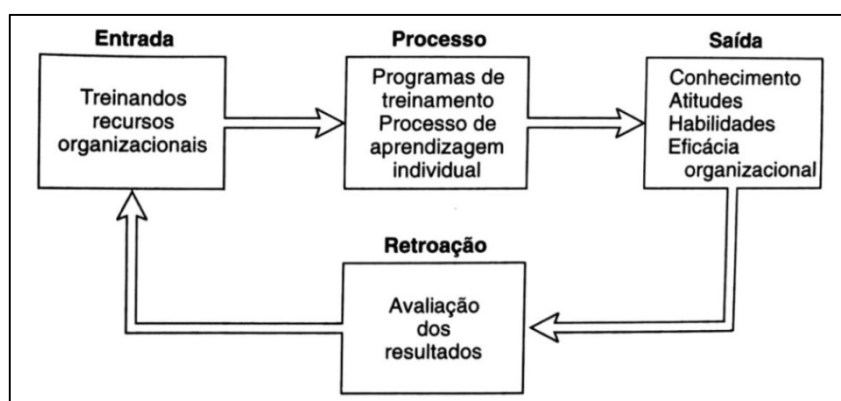 Entrada
Treinandos
recursos
organizacionais
Processo
Programas de
treinamento
Processo de
aprendizagem
individual
Saída
Conhecimento
Atitudes
Habilidades
Eficácia
organizacional
Retroação
Avaliação
dos
resultados